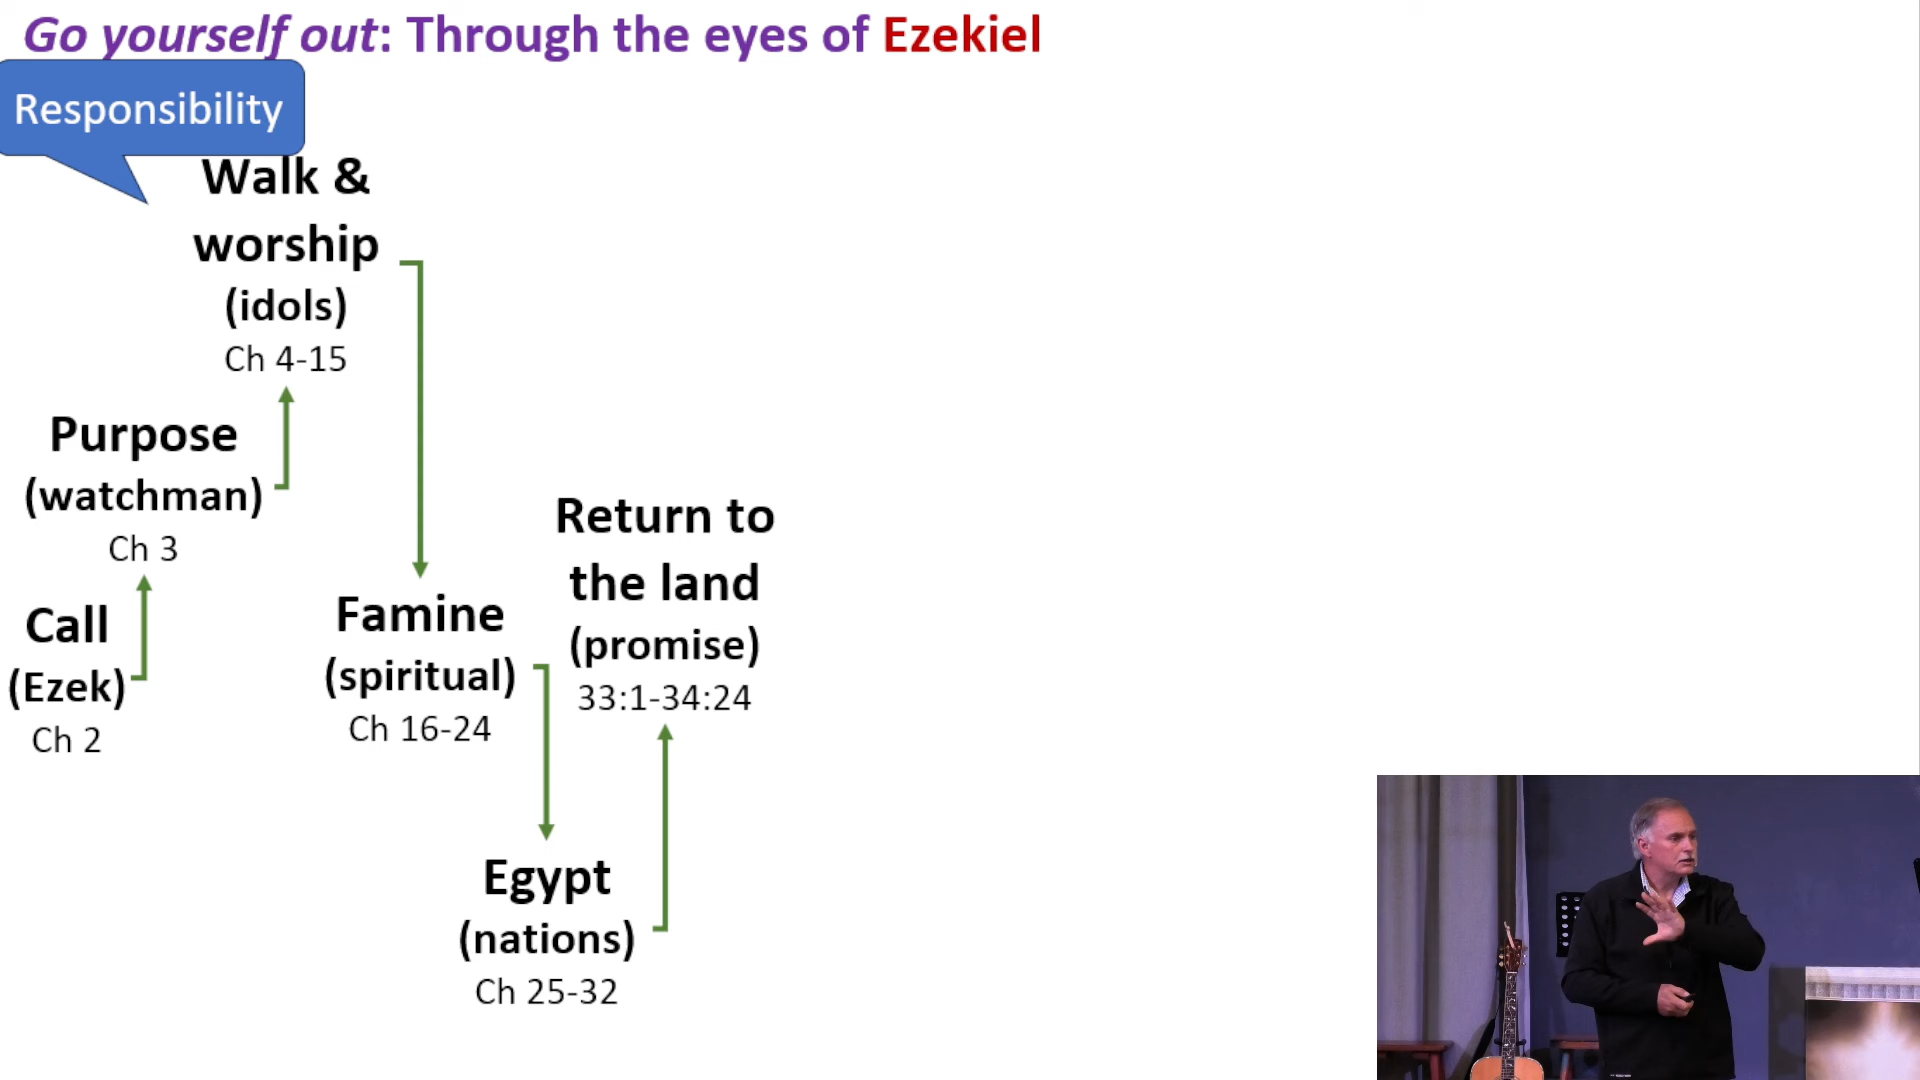 Go yourself out: Through the eyes of Ezekiel
Responsibility
Walk &
worship
(idols)
Ch 4-15
Purpose
(watchman)
Ch 3
Call
(Ezek)
Ch 2
Famine
(spiritual)
Ch 16-24
Return to
the land
(promise)
33:1-34:24
Egypt
(nations)
Ch 25-32